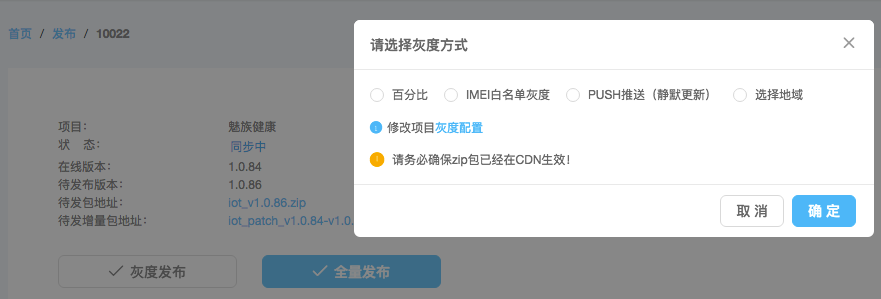 首页 / 发布 / 10022
请选择灰度方式
百分比 IMEI白名单灰度 PUSH推送（静默更新） 选择地域
修改项目灰度配置
请务必确保zip包已经在CDN生效！
取 消 确 定
项目： 魅族健康
状 态： 同步中
在线版本： 1.0.84
待发布版本： 1.0.86
待发包地址： iot_v1.0.86.zip
待发增量包地址： iot_patch_v1.0.84-v1.0.
灰度发布 全量发布